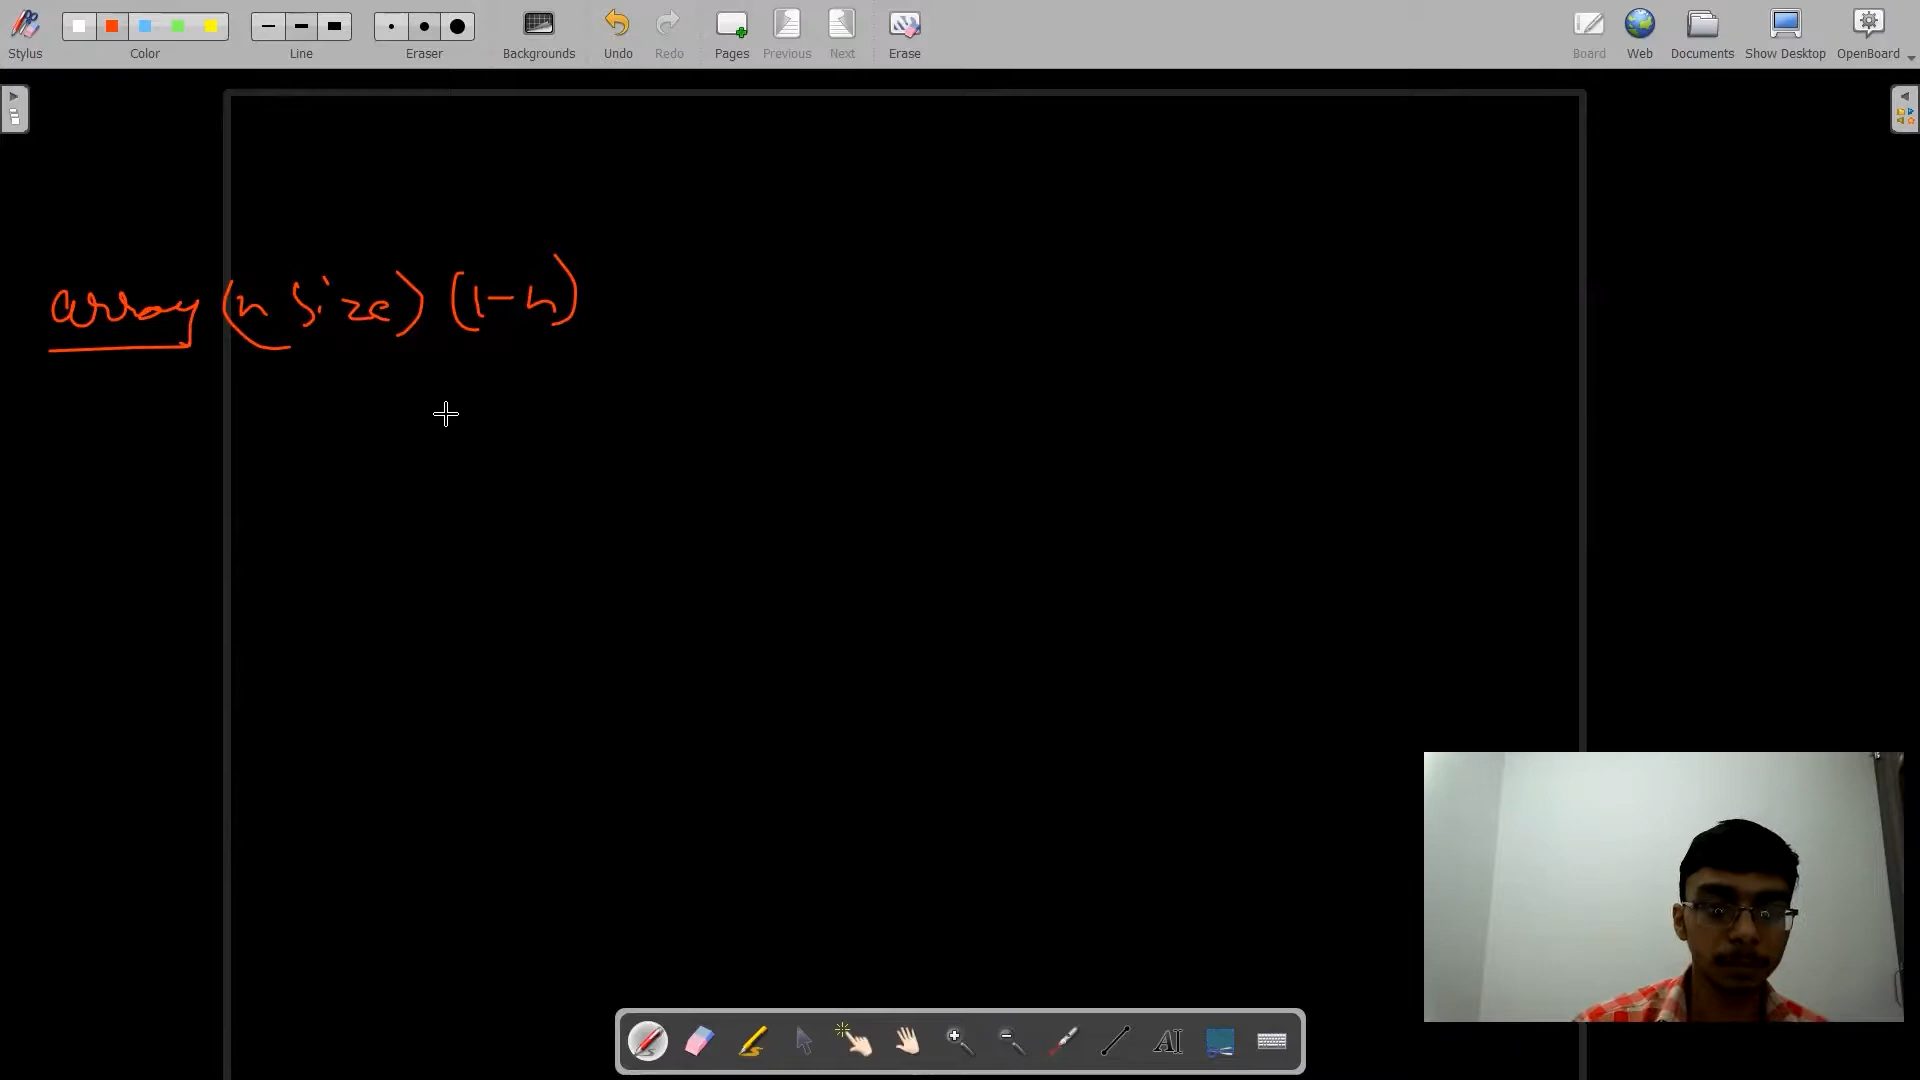 Stylus Color Line Eraser Backgrounds Undo Redo Pages Previous Next Erase Board Web Documents Show Desktop OpenBoard
array (n size) (1-n)
AI